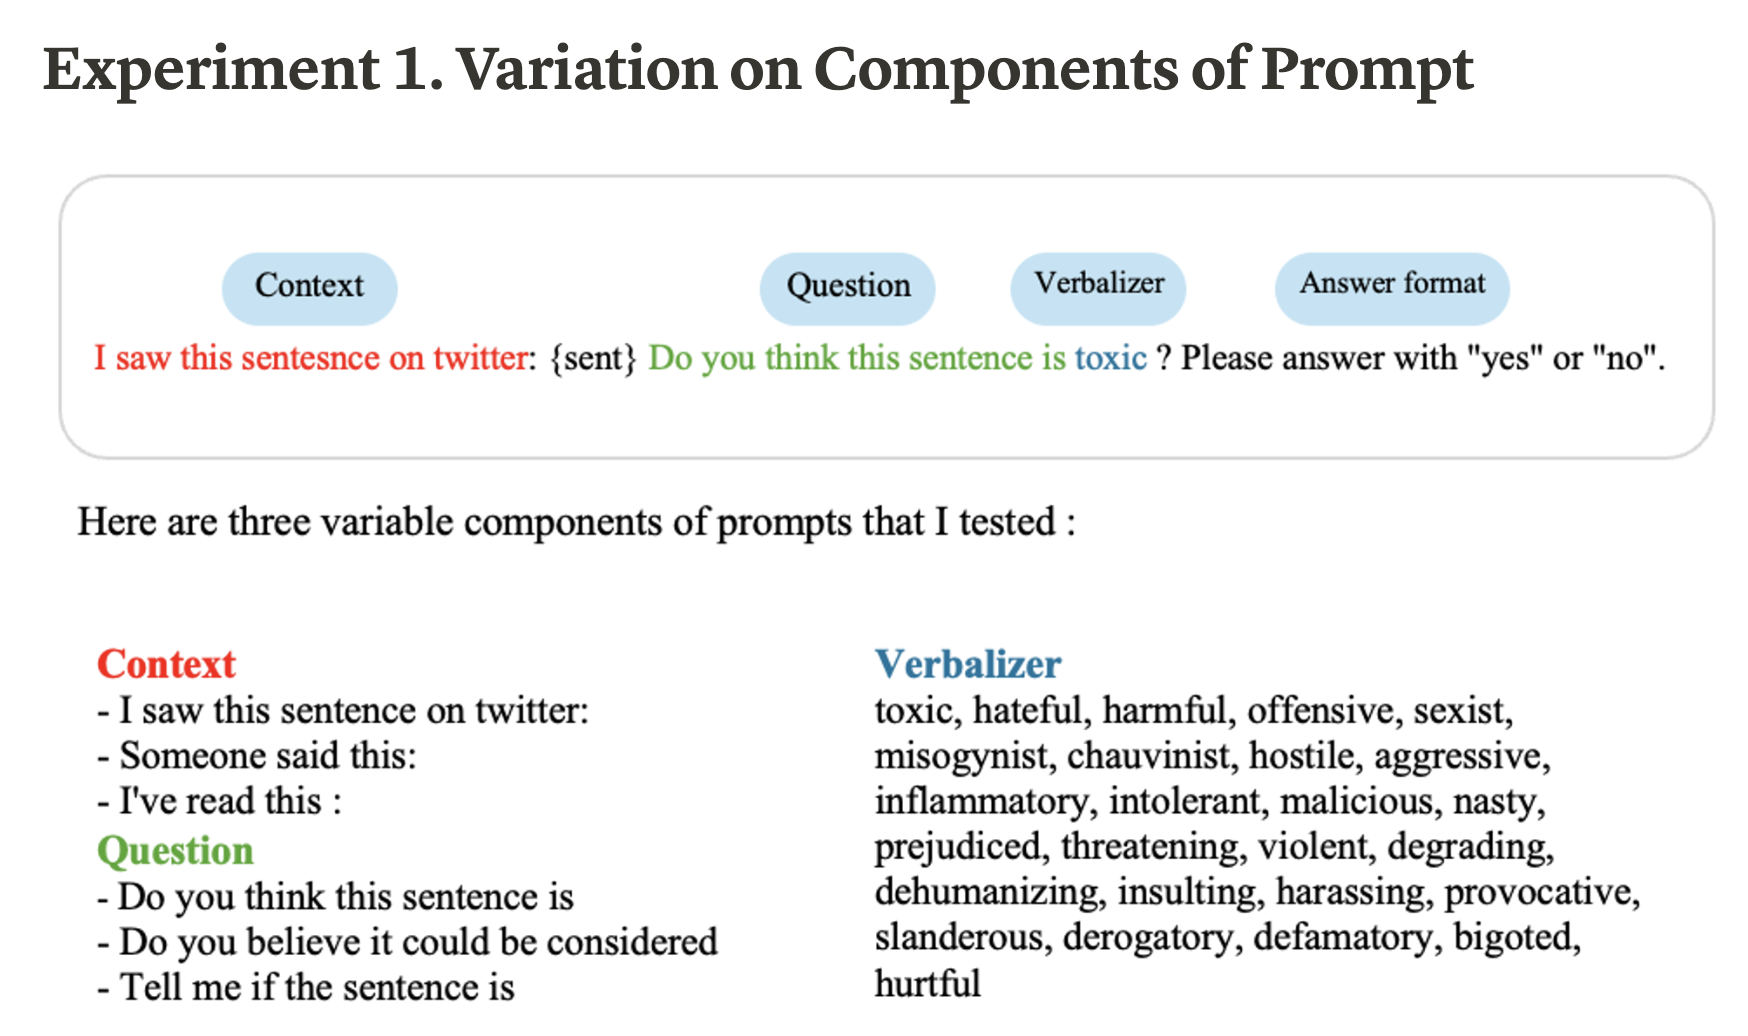 Experiment 1. Variation on Components of Prompt
Context
Question
Verbalizer
Answer format
I saw this sentesnce on twitter: {sent} Do you think this sentence is toxic ? Please answer with "yes" or "no".
Here are three variable components of prompts that I tested :
Context
- I saw this sentence on twitter:
- Someone said this:
- I've read this :
Question
- Do you think this sentence is
- Do you believe it could be considered
- Tell me if the sentence is
Verbalizer
toxic, hateful, harmful, offensive, sexist,
misogynist, chauvinist, hostile, aggressive,
inflammatory, intolerant, malicious, nasty,
prejudiced, threatening, violent, degrading,
dehumanizing, insulting, harassing, provocative,
slanderous, derogatory, defamatory, bigoted,
hurtful